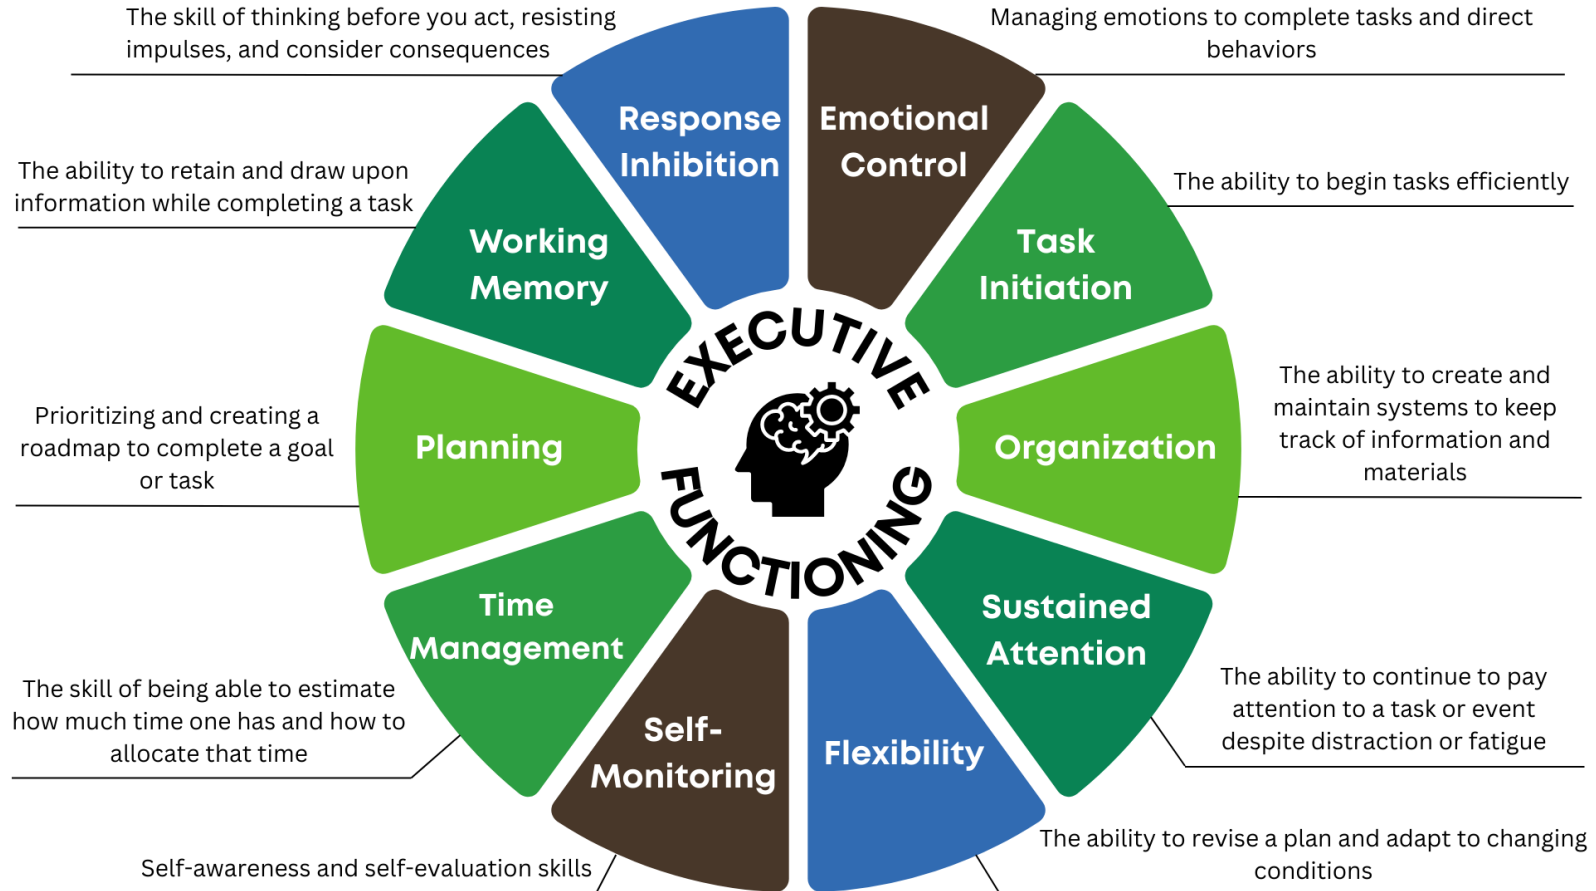 The skill of thinking before you act, resisting
impulses, and consider consequences
Managing emotions to complete tasks and direct
behaviors
Response
Inhibition
Emotional
Control
The ability to retain and draw upon
information while completing a task
The ability to begin tasks efficiently
Working
Memory
Task
Initiation
EXECUTIVE
FUNCTIONING
Prioritizing and creating a
roadmap to complete a goal
or task
Planning
Organization
The ability to create and
maintain systems to keep
track of information and
materials
Time
Management
Sustained
Attention
The skill of being able to estimate
how much time one has and how to
allocate that time
The ability to continue to pay
attention to a task or event
despite distraction or fatigue
Self-
Monitoring
Flexibility
Self-awareness and self-evaluation skills
The ability to revise a plan and adapt to changing
conditions